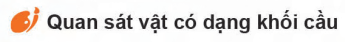 Quan sát vật có dạng khối cầu